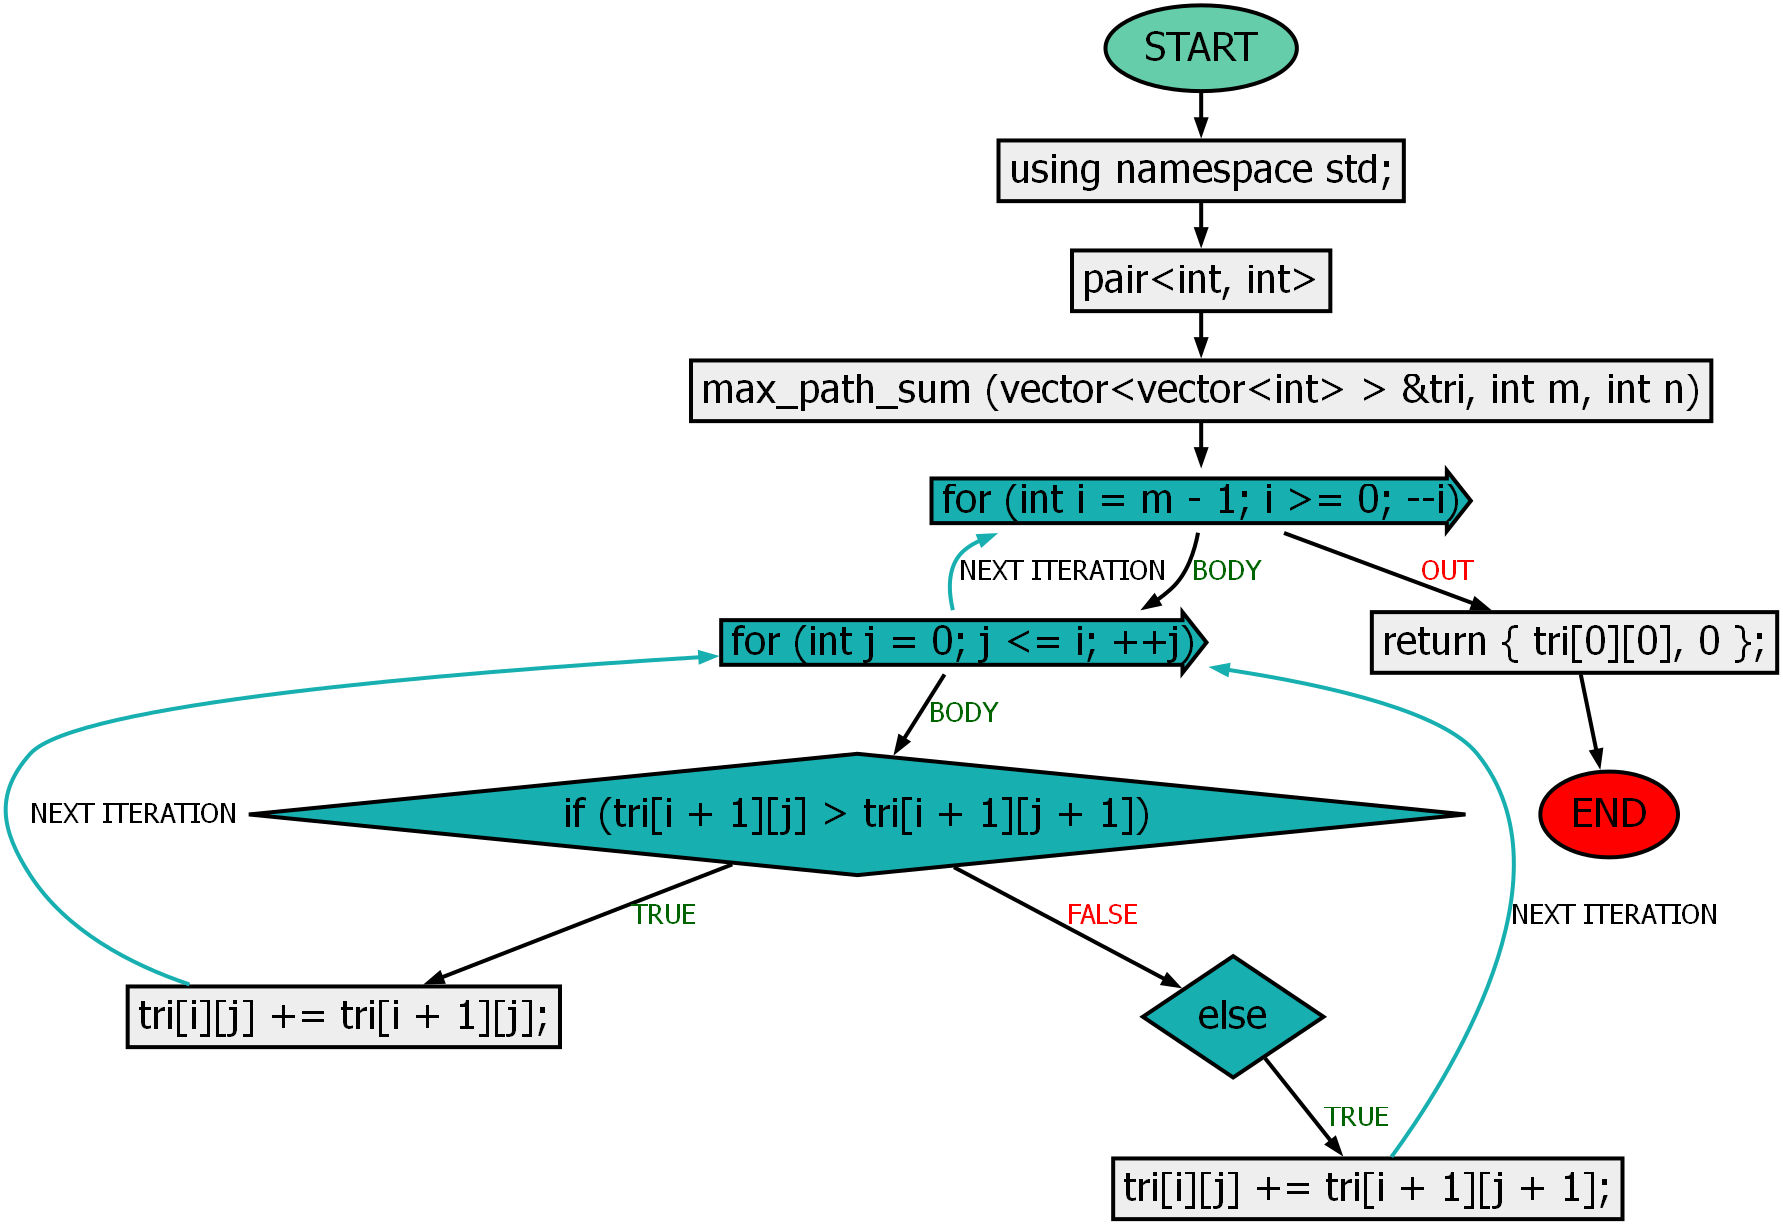 START
using namespace std;
pair<int, int>
max_path_sum (vector<vector<int> > &tri, int m, int n)
for (int i = m - 1; i >= 0; --i)
NEXT ITERATION
BODY
OUT
for (int j = 0; j <= i; ++j)
return { tri[0][0], 0 };
BODY
NEXT ITERATION
if (tri[i + 1][j] > tri[i + 1][j + 1])
END
TRUE
FALSE
NEXT ITERATION
tri[i][j] += tri[i + 1][j];
else
TRUE
tri[i][j] += tri[i + 1][j + 1];